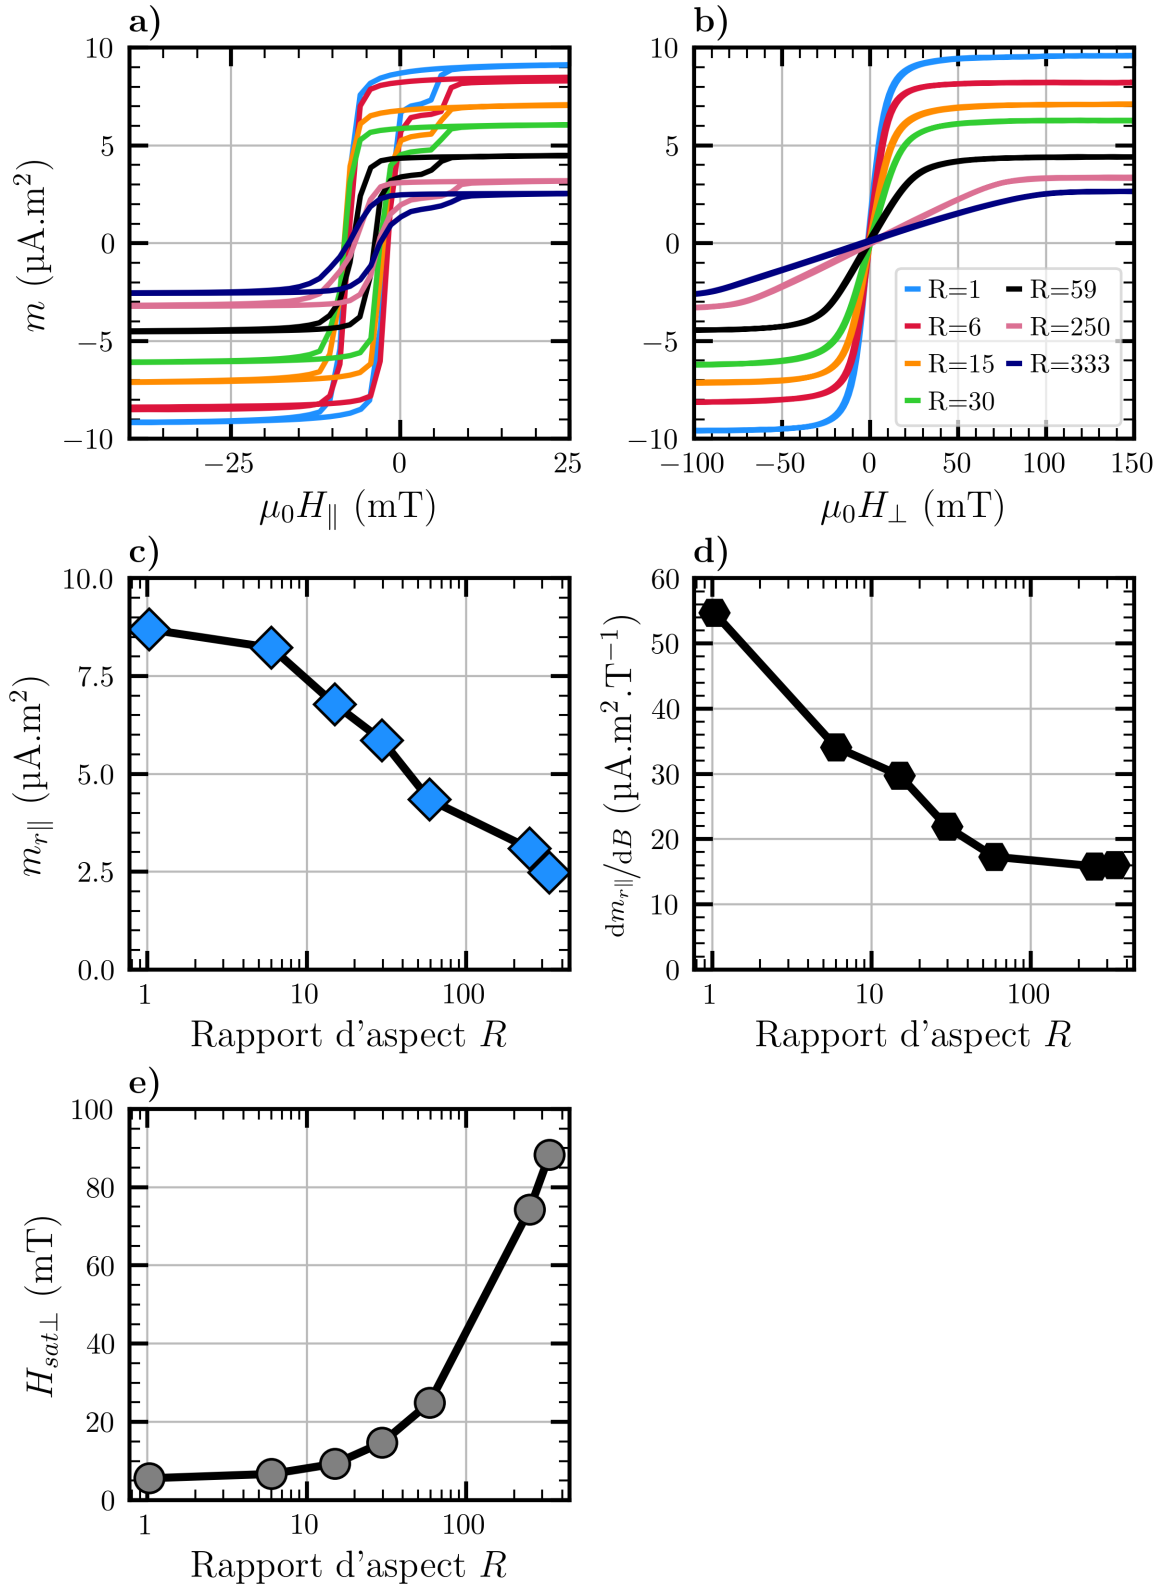 a)
10
5
0
−5
−10
m (µA.m²)
−25
0
25
μ₀H∥ (mT)
b)
10
5
0
−5
−10
R=1
R=6
R=15
R=30
R=59
R=250
R=333
−100
−50
0
50
100
150
μ₀H⊥ (mT)
c)
10.0
7.5
5.0
2.5
0.0
m_r∥ (µA.m²)
1
10
100
Rapport d'aspect R
d)
60
50
40
30
20
10
0
dm_r∥/dB (µA.m².T⁻¹)
1
10
100
Rapport d'aspect R
e)
100
80
60
40
20
0
H_sat⊥ (mT)
1
10
100
Rapport d'aspect R